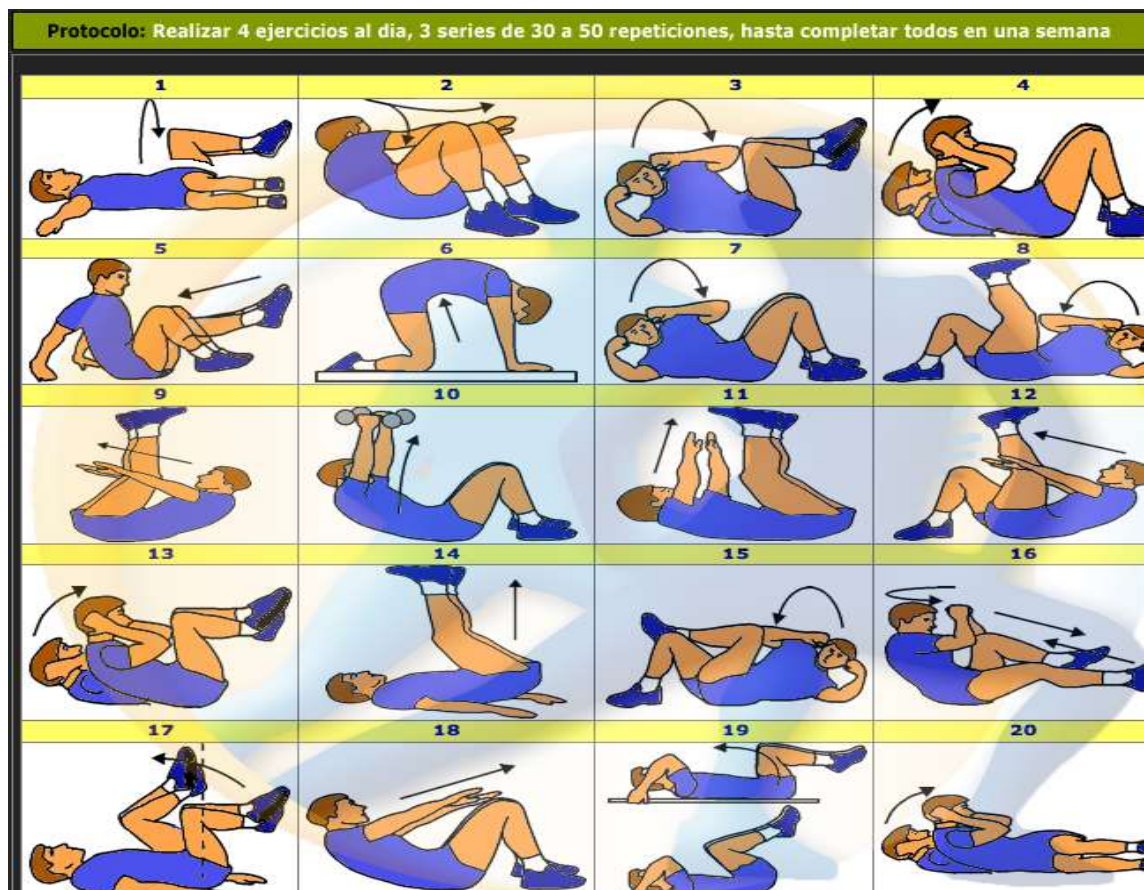 Protocolo: Realizar 4 ejercicios al dia, 3 series de 30 a 50 repeticiones, hasta completar todos en una semana
1 2 3 4
5 6 7 8
9 10 11 12
13 14 15 16
17 18 19 20